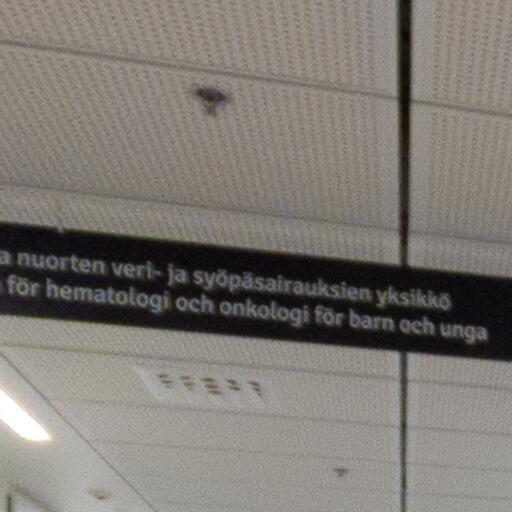 nuorten veri- ja syöpäsairauksien yksikkö
för hematologi och onkologi för barn och unga